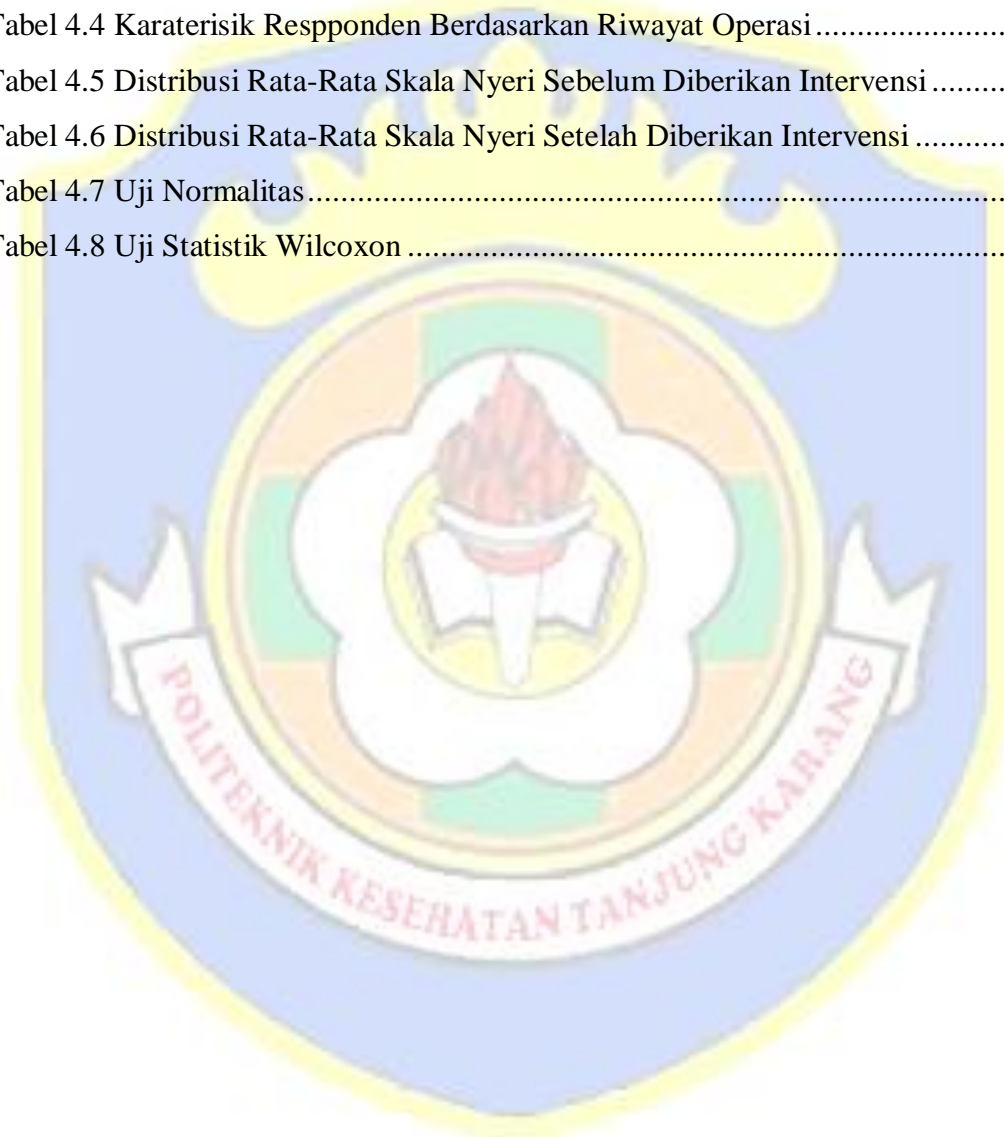 Tabel 4.4 Karaterisik Respponden Berdasarkan Riwayat Operasi.......................
Tabel 4.5 Distribusi Rata-Rata Skala Nyeri Sebelum Diberikan Intervensi.........
Tabel 4.6 Distribusi Rata-Rata Skala Nyeri Setelah Diberikan Intervensi...........
Tabel 4.7 Uji Normalitas...................................................................................
Tabel 4.8 Uji Statistik Wilcoxon.......................................................................
POLITEKNIK KESEHATAN TANJUNG KARANG